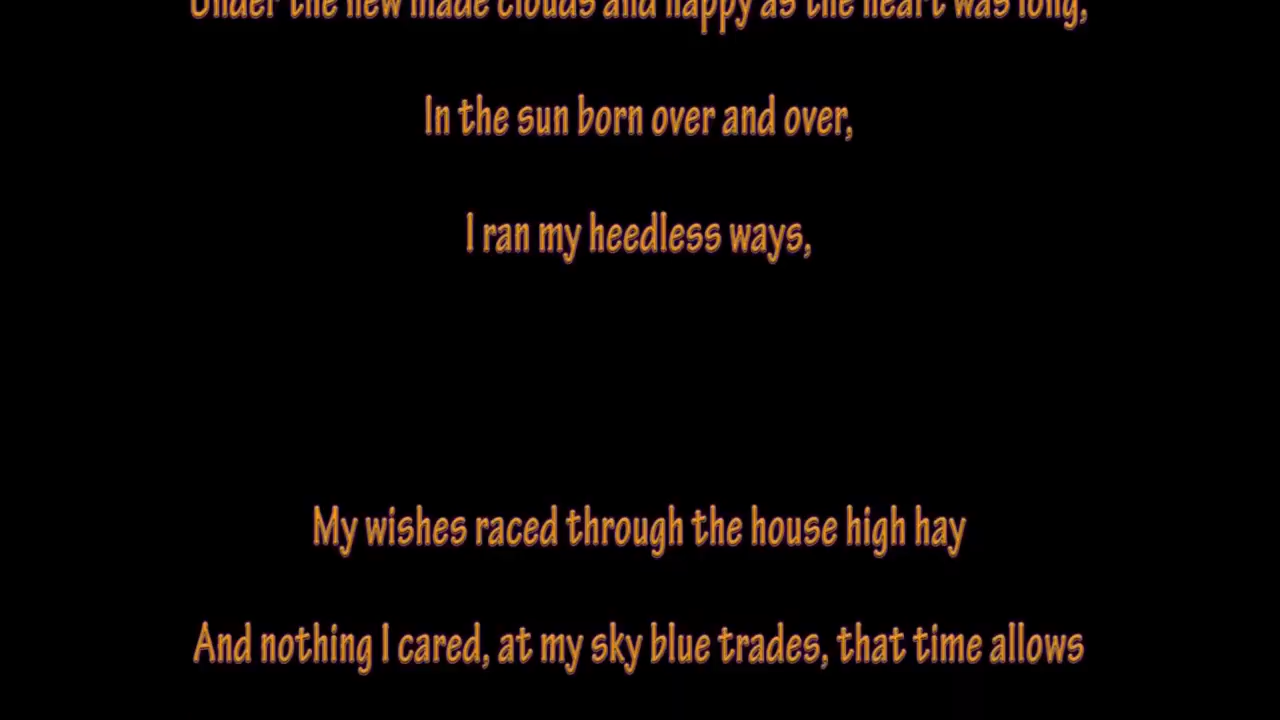 Under the new made clouds and happy as the heart was long,
In the sun born over and over,
I ran my heedless ways,
My wishes raced through the house high hay
And nothing I cared, at my sky blue trades, that time allows